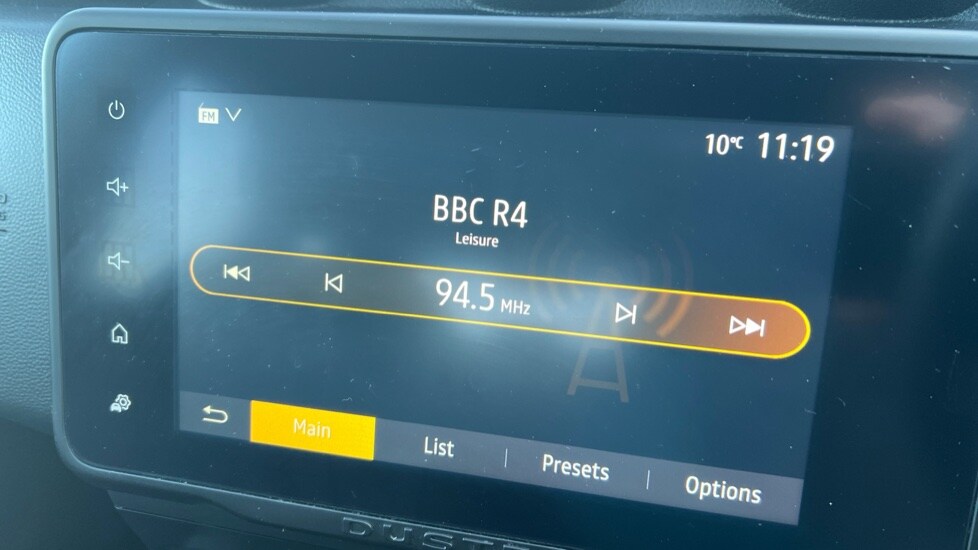 FM
10°C 11:19
BBC R4
Leisure
94.5 MHz
Main List Presets Options